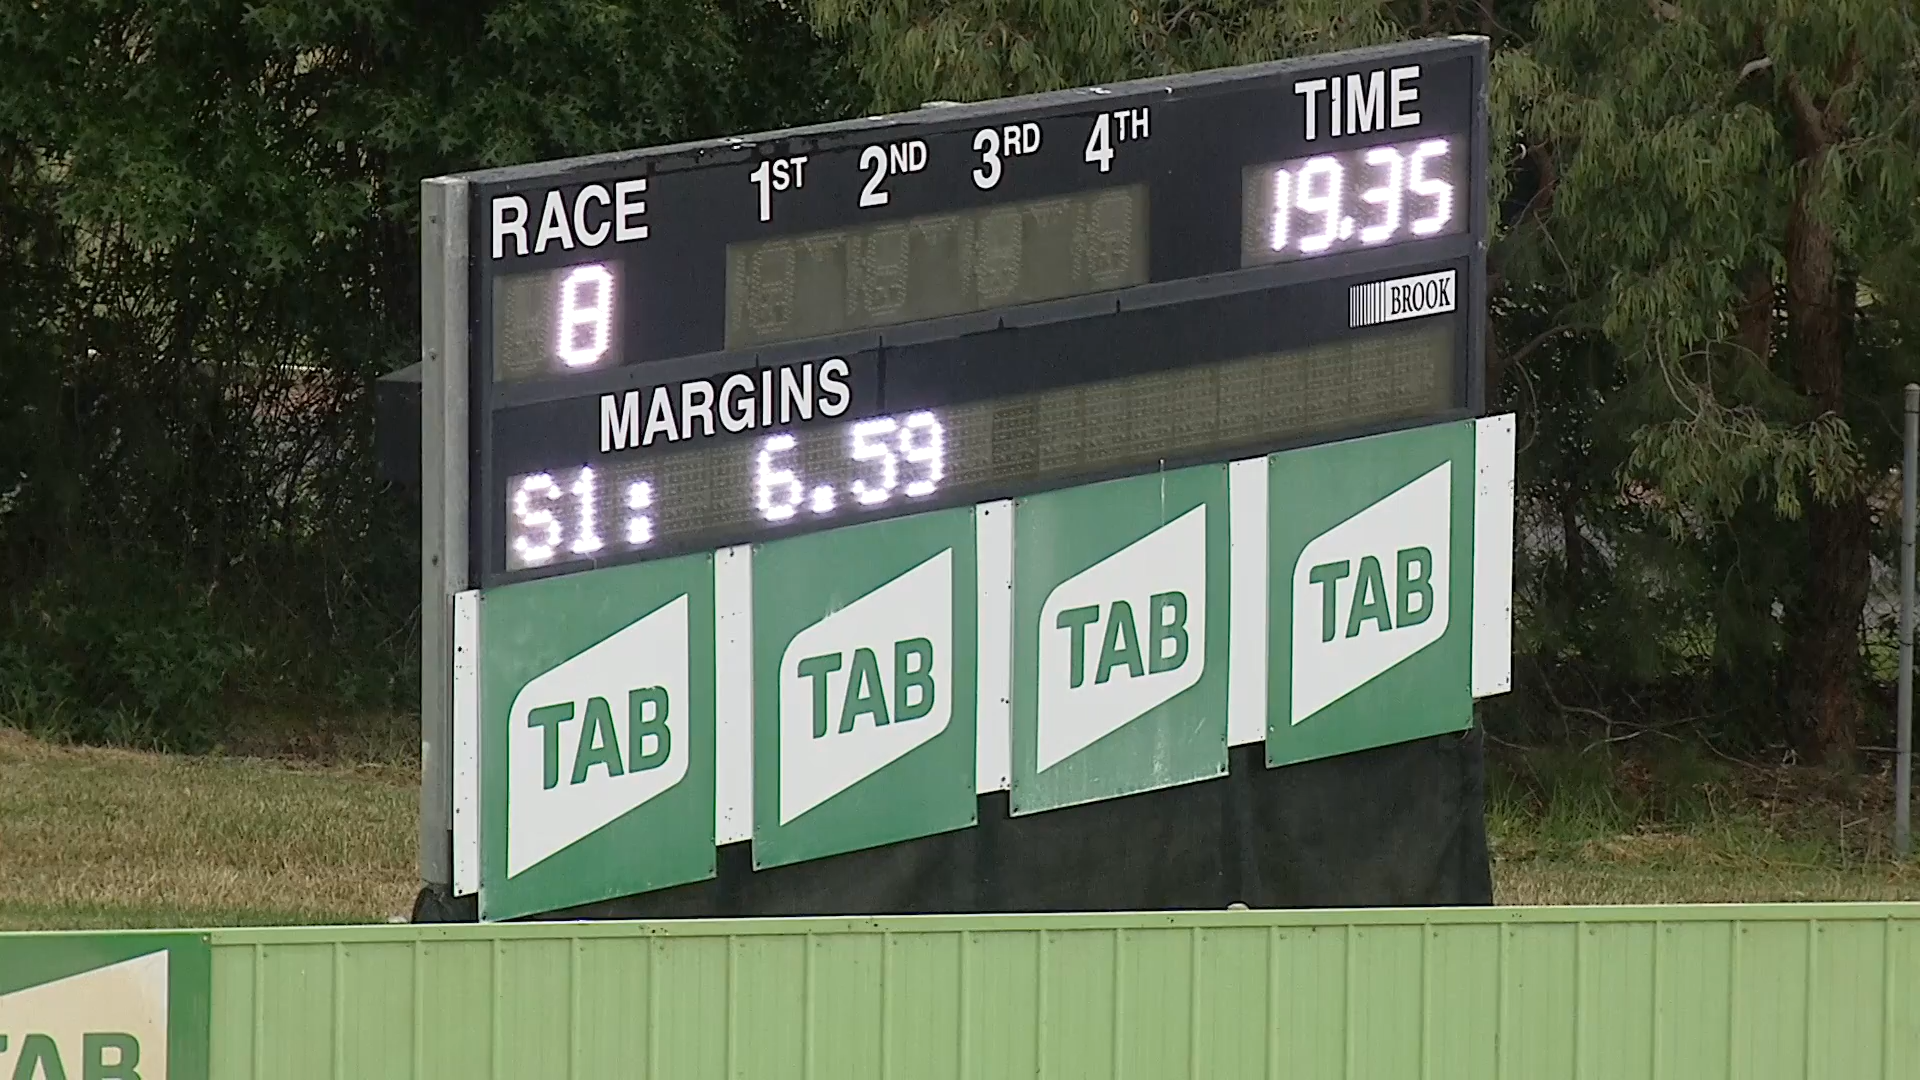 RACE 1ST 2ND 3RD 4TH TIME
8 19.35
BROOK
MARGINS
S1: 6.59
TAB TAB TAB TAB
TAB